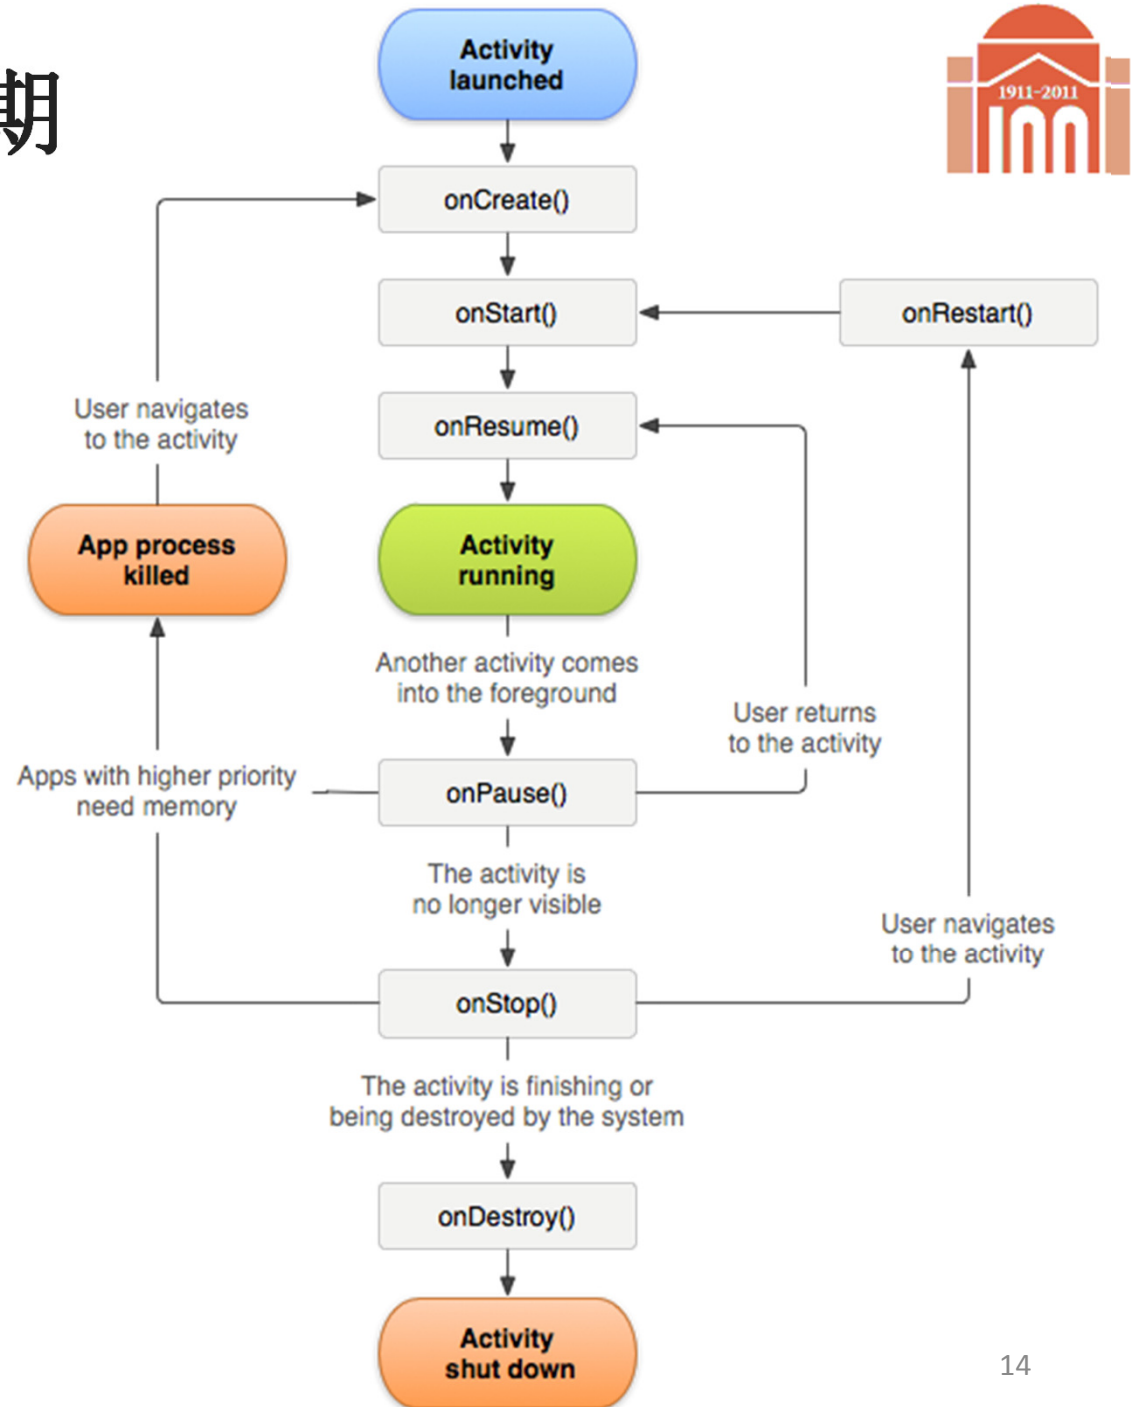 期
1911-2011
Activity
launched
onCreate()
onStart()
onRestart()
onResume()
User navigates
to the activity
App process
killed
Activity
running
Another activity comes
into the foreground
User returns
to the activity
Apps with higher priority
need memory
onPause()
The activity is
no longer visible
User navigates
to the activity
onStop()
The activity is finishing or
being destroyed by the system
onDestroy()
Activity
shut down
14